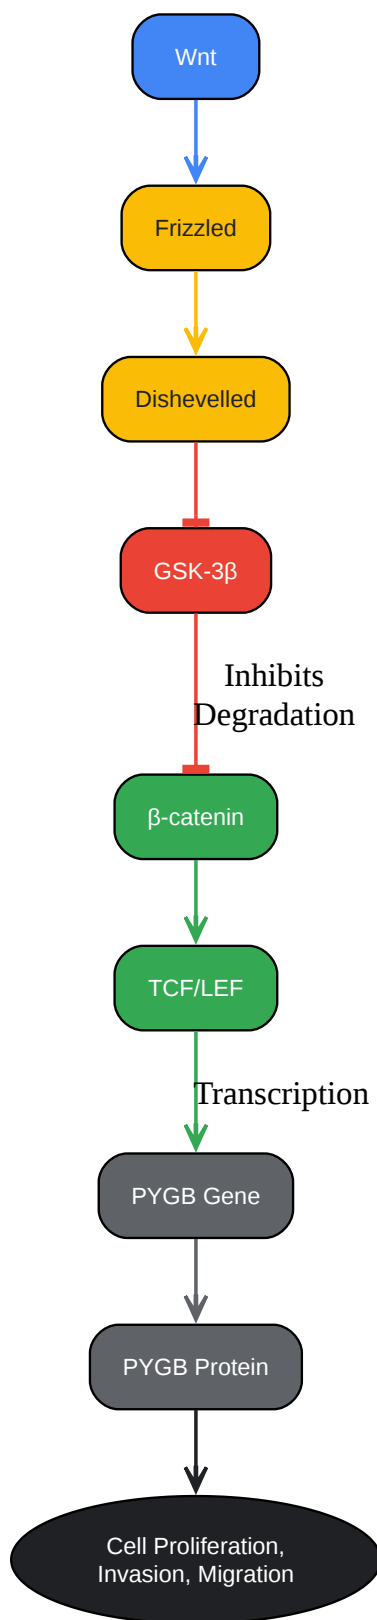 Wnt
Frizzled
Dishevelled
GSK-3β
Inhibits
Degradation
β-catenin
TCF/LEF
Transcription
PYGB Gene
PYGB Protein
Cell Proliferation,
Invasion, Migration